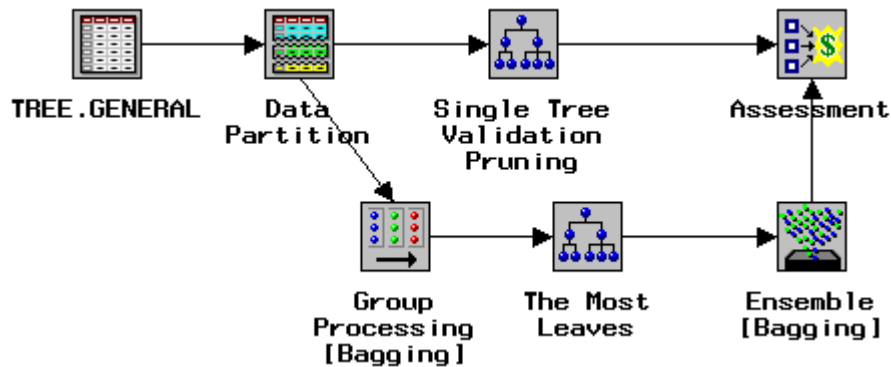 TREE.GENERAL
Data
Partition
Single Tree
Validation
Pruning
$
Assessment
Group
Processing
[Bagging]
The Most
Leaves
Ensemble
[Bagging]